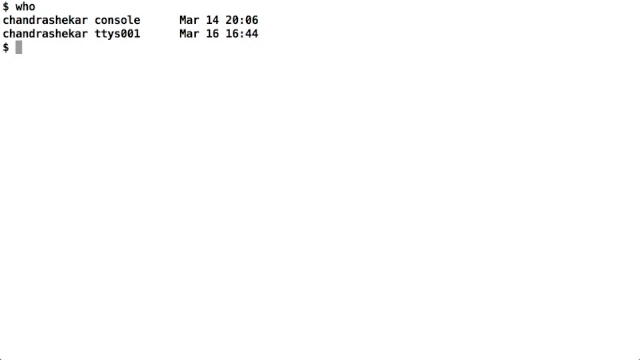 $ who
chandrashekar console      Mar 14 20:06
chandrashekar ttys001      Mar 16 16:44
$